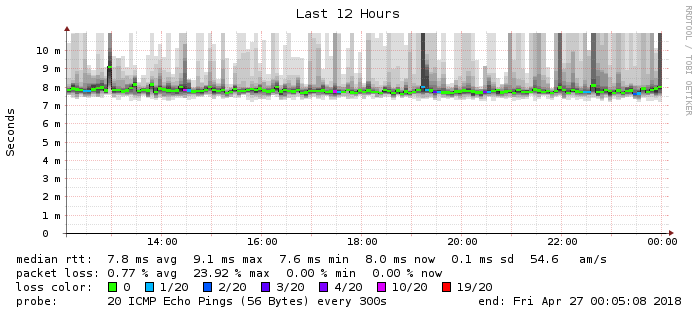 Last 12 Hours
RRDTOOL / TOBI OETIKER
Seconds
10 m
9 m
8 m
7 m
6 m
5 m
4 m
3 m
2 m
1 m
0
14:00 16:00 18:00 20:00 22:00 00:00
median rtt: 7.8 ms avg 9.1 ms max 7.6 ms min 8.0 ms now 0.1 ms sd 54.6 am/s
packet loss: 0.77 % avg 23.92 % max 0.00 % min 0.00 % now
loss color: 0 1/20 2/20 3/20 4/20 10/20 19/20
probe: 20 ICMP Echo Pings (56 Bytes) every 300s end: Fri Apr 27 00:05:08 2018